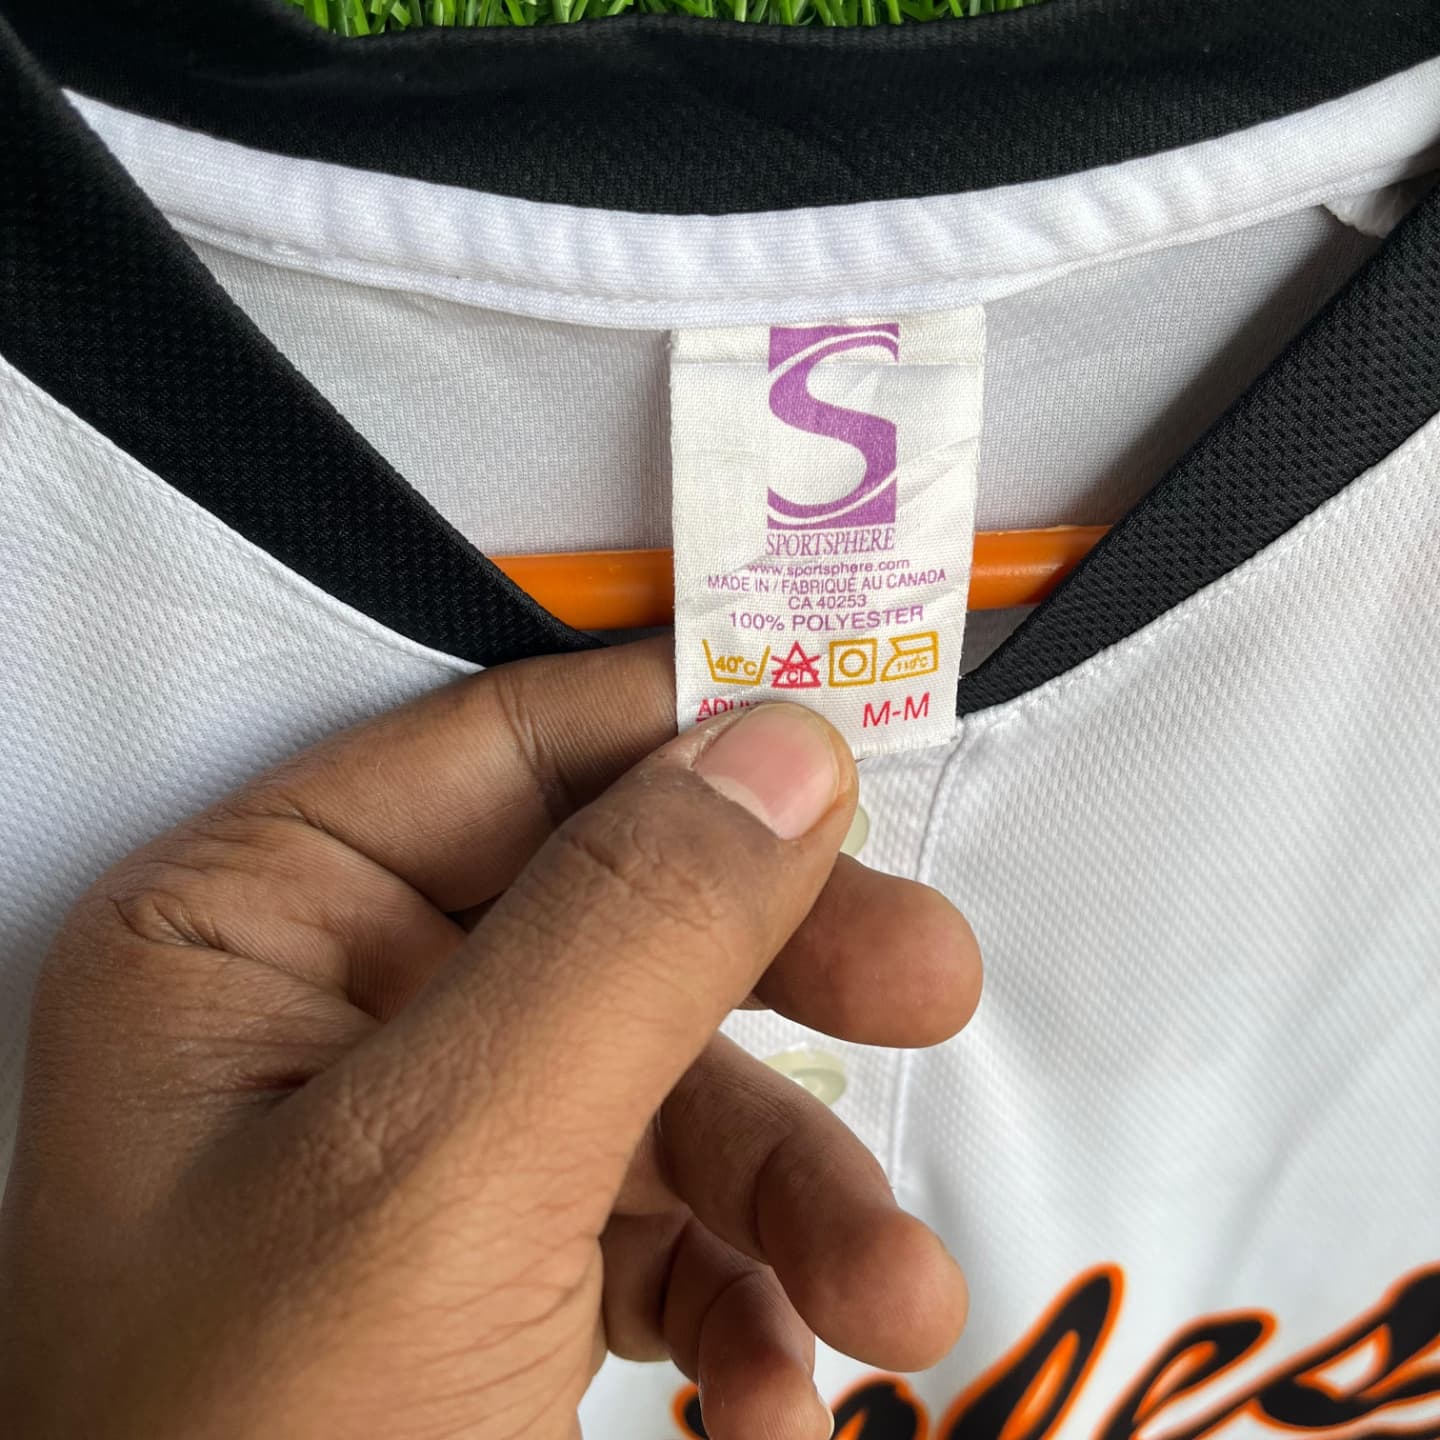 S
SPORTSPHERE
www.sportsphere.com
MADE IN / FABRIQUÉ AU CANADA
CA 40253
100% POLYESTER
40°C Cl 110°C
M-M